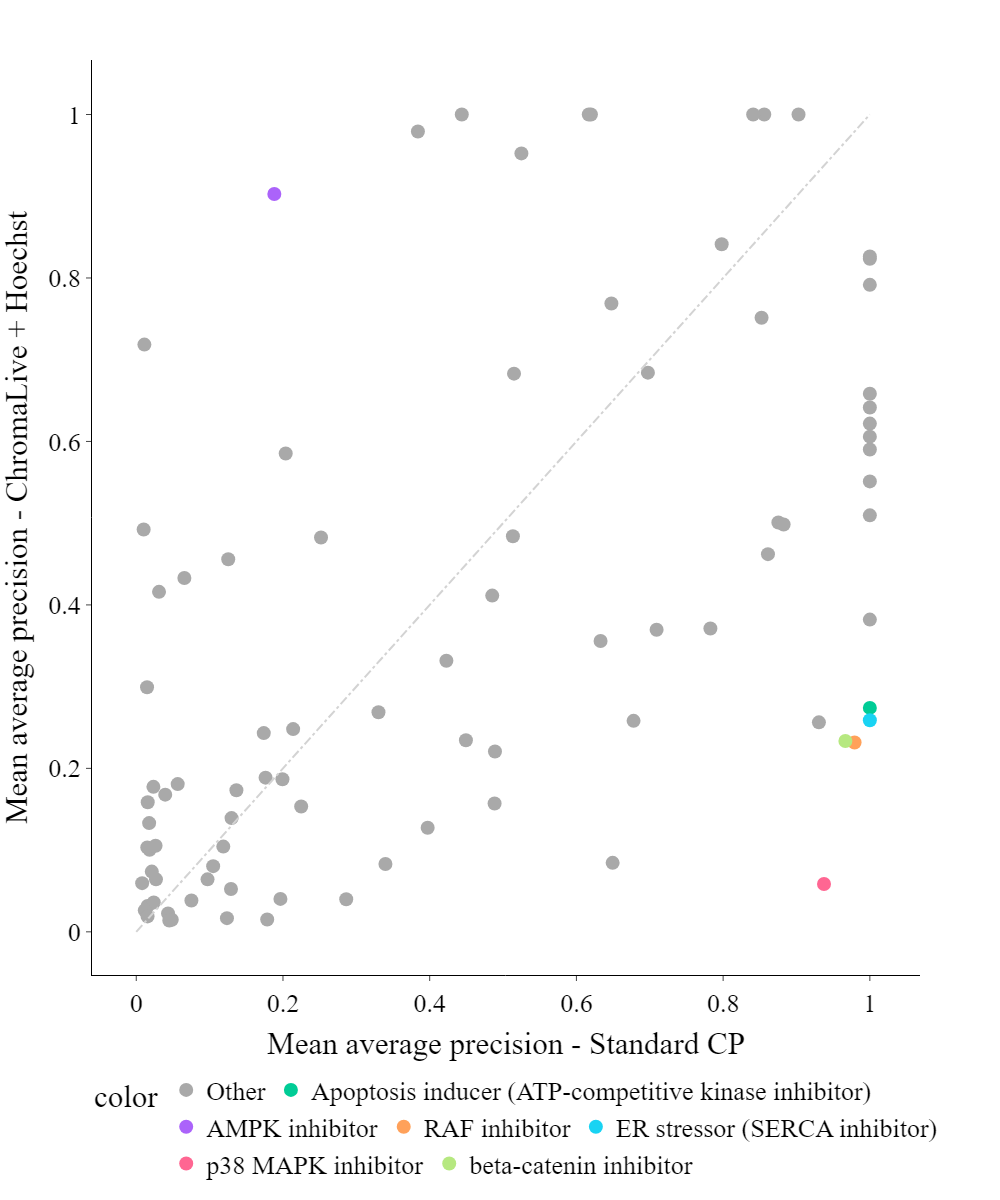 Mean average precision - ChromaLive + Hoechst
1
0.8
0.6
0.4
0.2
0
0 0.2 0.4 0.6 0.8 1
Mean average precision - Standard CP
color Other Apoptosis inducer (ATP-competitive kinase inhibitor)
AMPK inhibitor RAF inhibitor ER stressor (SERCA inhibitor)
p38 MAPK inhibitor beta-catenin inhibitor